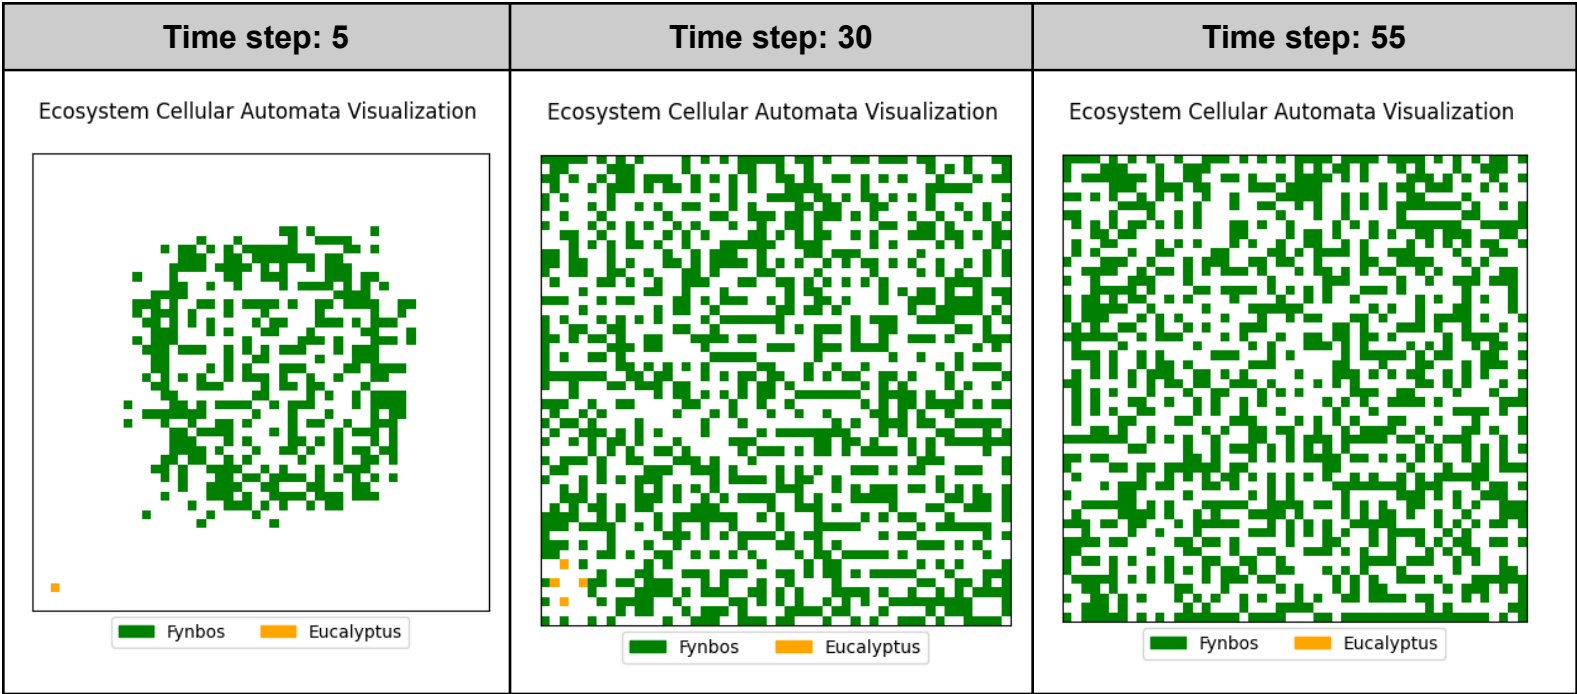 Time step: 5
Time step: 30
Time step: 55
Ecosystem Cellular Automata Visualization
Ecosystem Cellular Automata Visualization
Ecosystem Cellular Automata Visualization
Fynbos
Eucalyptus
Fynbos
Eucalyptus
Fynbos
Eucalyptus